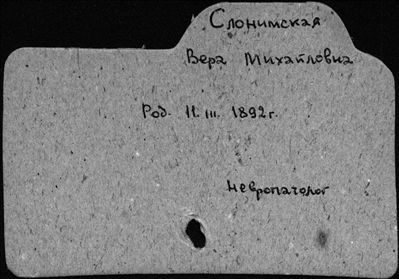 Слонимская
Вера Михайловна
Род. 11. III. 1892 г.
Невропатолог